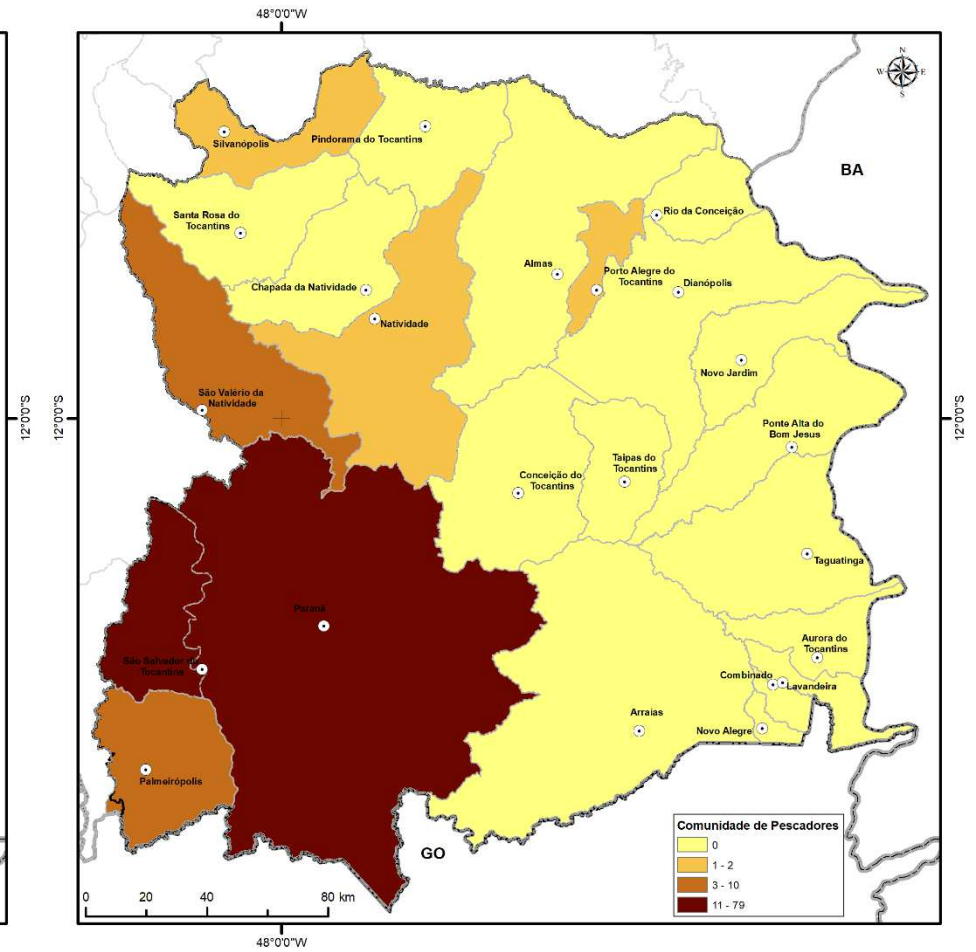 48°0'0"W
N
W
E
S
BA
Silvanópolis
Pindorama do Tocantins
Santa Rosa do
Tocantins
Rio da Conceição
Almas
Porto Alegre do
Tocantins
Dianópolis
Chapada da Natividade
Natividade
Novo Jardim
São Valério da
Natividade
12°0'0"S
12°0'0"S
12°0'0"S
Ponte Alta do
Bom Jesus
Taipas do
Tocantins
Conceição do
Tocantins
Taguatinga
Paranã
Aurora do
Tocantins
São Salvador do
Tocantins
Combinado
Lavandeira
Arraias
Novo Alegre
Palmeirópolis
GO
Comunidade de Pescadores
0
1 - 2
3 - 10
11 - 79
0 20 40 80 km
48°0'0"W